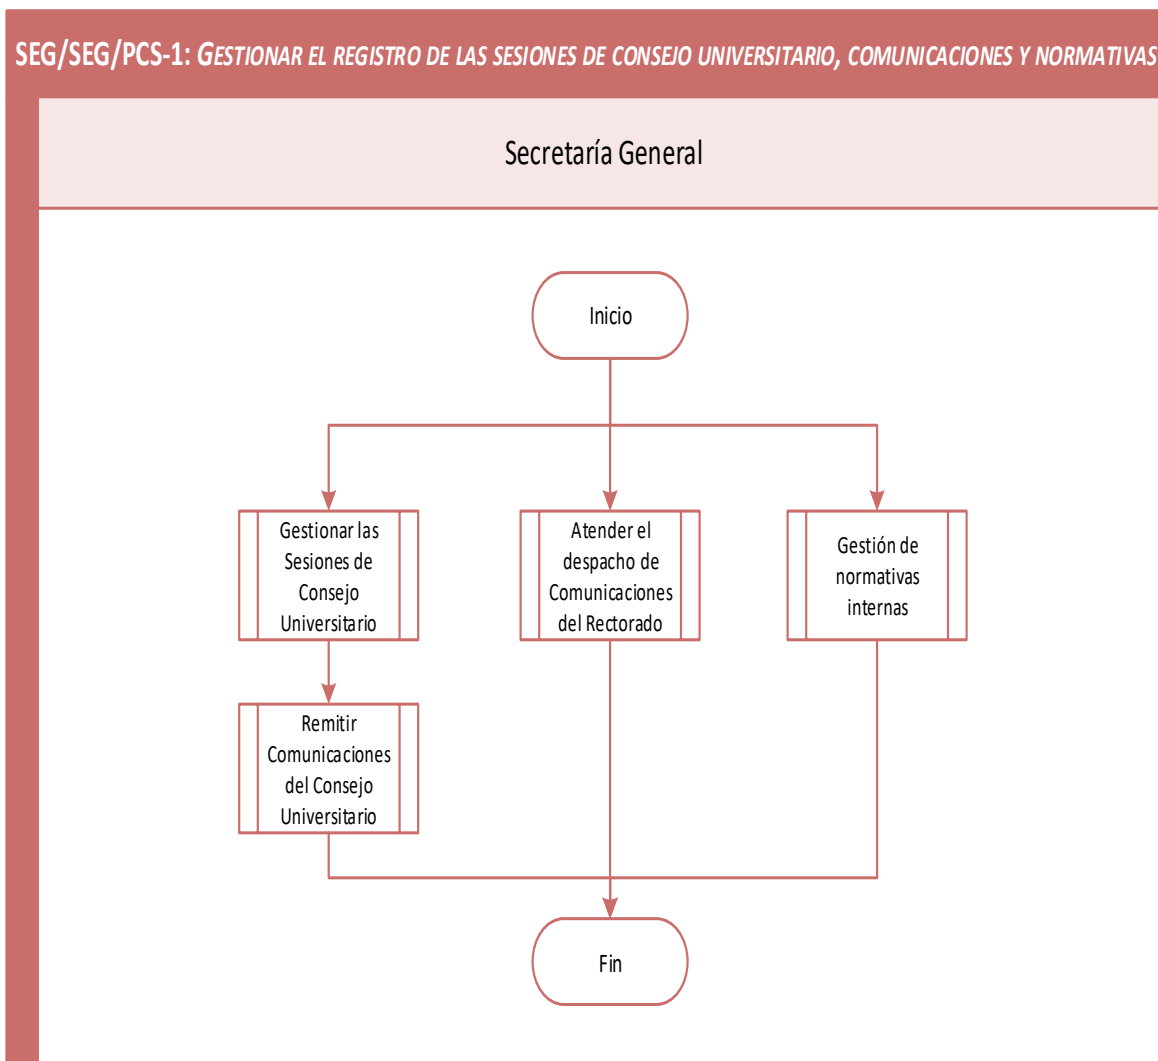 SEG/SEG/PCS-1: GESTIONAR EL REGISTRO DE LAS SESIONES DE CONSEJO UNIVERSITARIO, COMUNICACIONES Y NORMATIVAS
Secretaría General
Inicio
Gestionar las
Sesiones de
Consejo
Universitario
Atender el
despacho de
Comunicaciones
del Rectorado
Gestión de
normativas
internas
Remitir
Comunicaciones
del Consejo
Universitario
Fin